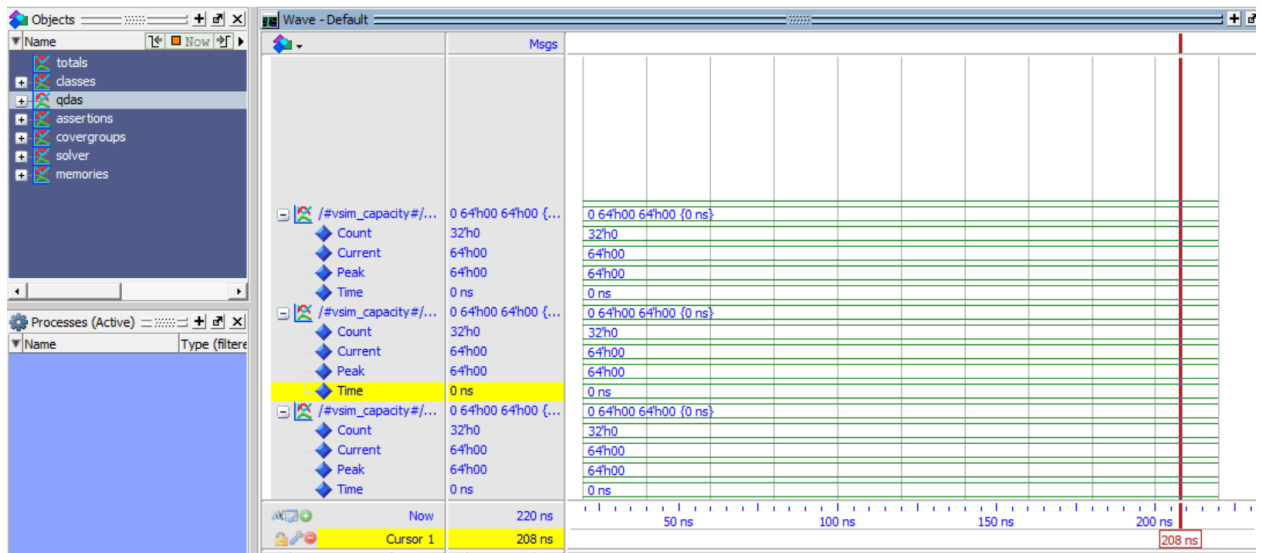 Objects
Name Now
totals
classes
qdas
assertions
covergroups
solver
memories
Processes (Active)
Name Type (filtere
Wave - Default
Msgs
/#vsim_capacity#/... 0 64'h00 64'h00 {... 0 64'h00 64'h00 {0 ns}
Count 32'h0 32'h0
Current 64'h00 64'h00
Peak 64'h00 64'h00
Time 0 ns 0 ns
/#vsim_capacity#/... 0 64'h00 64'h00 {... 0 64'h00 64'h00 {0 ns}
Count 32'h0 32'h0
Current 64'h00 64'h00
Peak 64'h00 64'h00
Time 0 ns 0 ns
/#vsim_capacity#/... 0 64'h00 64'h00 {... 0 64'h00 64'h00 {0 ns}
Count 32'h0 32'h0
Current 64'h00 64'h00
Peak 64'h00 64'h00
Time 0 ns 0 ns
Now 220 ns 50 ns 100 ns 150 ns 200 ns
Cursor 1 208 ns 208 ns